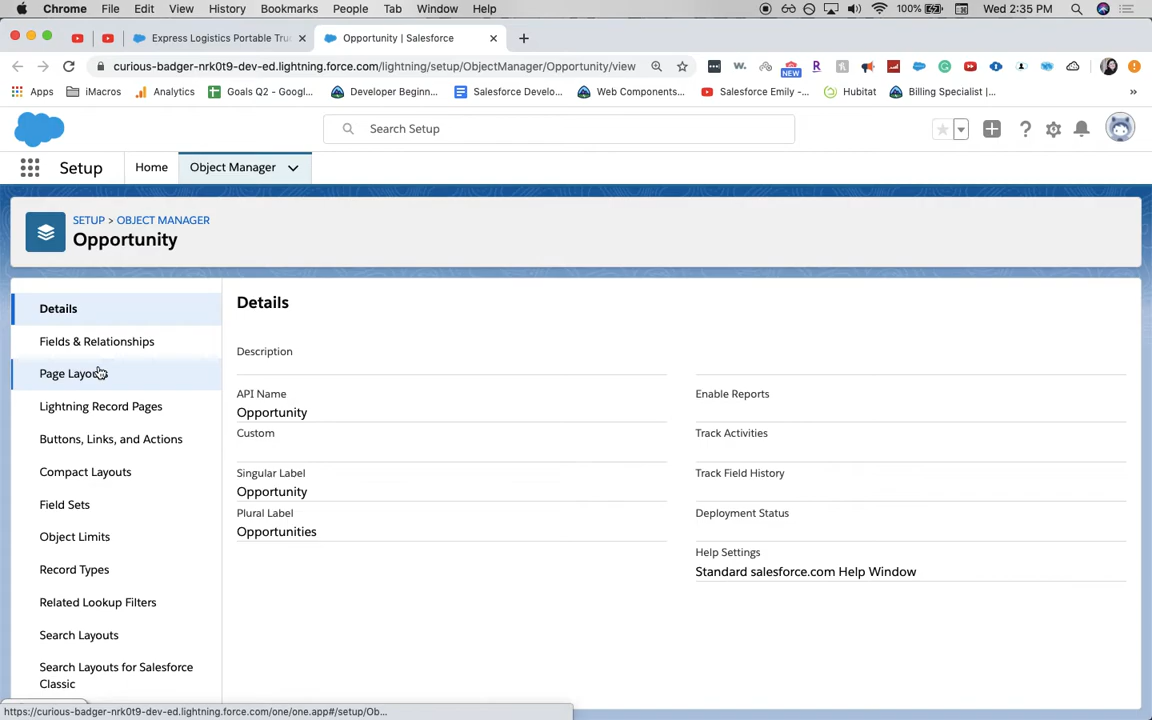 Chrome File Edit View History Bookmarks People Tab Window Help 100% Wed 2:35 PM
Express Logistics Portable Tru Opportunity | Salesforce
curious-badger-nrk0t9-dev-ed.lightning.force.com/lightning/setup/ObjectManager/Opportunity/view
NEW
Apps iMacros Analytics Goals Q2 - Googl... Developer Beginn... Salesforce Develo... Web Components... Salesforce Emily -... Hubitat Billing Specialist |... »
Search Setup
Setup Home Object Manager
SETUP > OBJECT MANAGER
Opportunity
Details
Fields & Relationships
Page Layouts
Lightning Record Pages
Buttons, Links, and Actions
Compact Layouts
Field Sets
Object Limits
Record Types
Related Lookup Filters
Search Layouts
Search Layouts for Salesforce
Classic
Details
Description
API Name
Opportunity
Custom
Singular Label
Opportunity
Plural Label
Opportunities
Enable Reports
Track Activities
Track Field History
Deployment Status
Help Settings
Standard salesforce.com Help Window
https://curious-badger-nrk0t9-dev-ed.lightning.force.com/one/one.app#/setup/Ob...